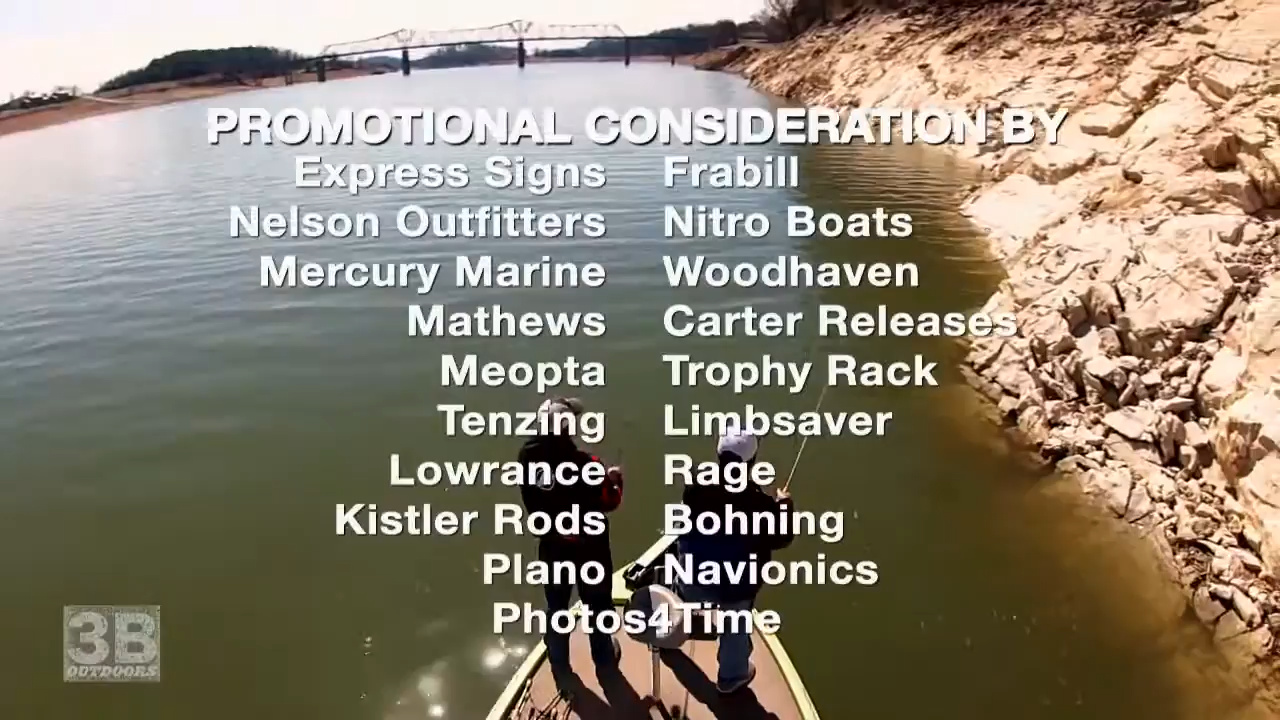 PROMOTIONAL CONSIDERATION BY
Express Signs Frabill
Nelson Outfitters Nitro Boats
Mercury Marine Woodhaven
Mathews Carter Releases
Meopta Trophy Rack
Tenzing Limbsaver
Lowrance Rage
Kistler Rods Bohning
Plano Navionics
Photos4Time
3B
OUTDOORS